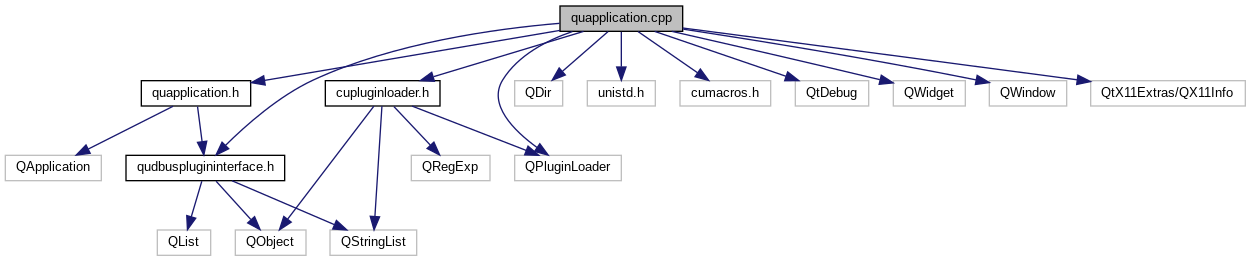 quapplication.cpp
quapplication.h
cupluginloader.h
QDir
unistd.h
cumacros.h
QtDebug
QWidget
QWindow
QtX11Extras/QX11Info
QApplication
qudbusplugininterface.h
QRegExp
QPluginLoader
QList
QObject
QStringList